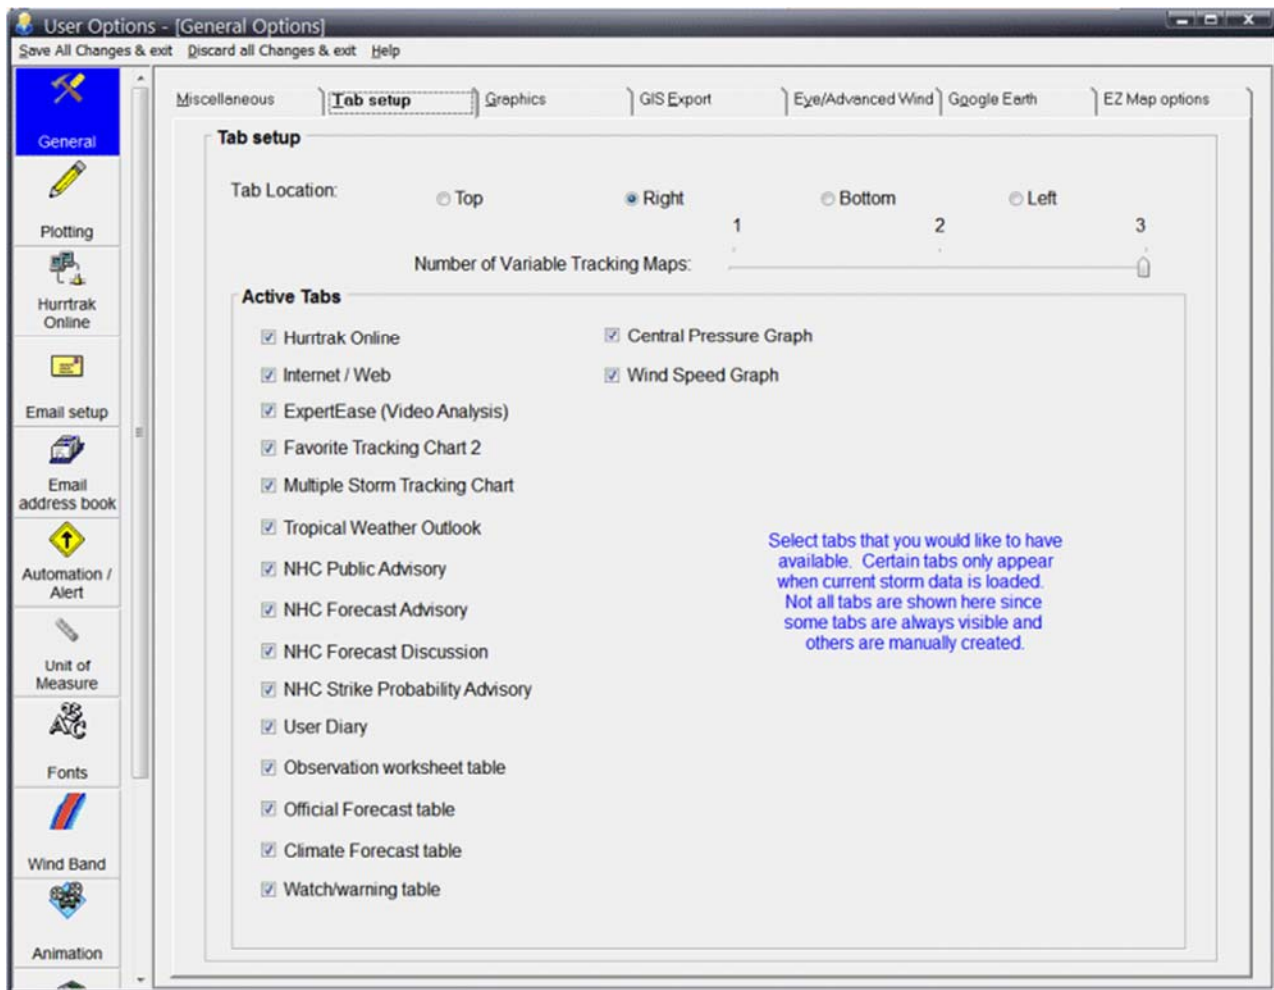 User Options - [General Options]
Save All Changes & exit Discard all Changes & exit Help
General
Plotting
Hurrtrak
Online
Email setup
Email
address book
Automation /
Alert
Unit of
Measure
Fonts
Wind Band
Animation
Miscellaneous Tab setup Graphics GIS Export Eye/Advanced Wind Google Earth EZ Map options
Tab setup
Tab Location: Top Right Bottom Left
1 2 3
Number of Variable Tracking Maps:
Active Tabs
Hurrtrak Online
Internet / Web
ExpertEase (Video Analysis)
Favorite Tracking Chart 2
Multiple Storm Tracking Chart
Tropical Weather Outlook
NHC Public Advisory
NHC Forecast Advisory
NHC Forecast Discussion
NHC Strike Probability Advisory
User Diary
Observation worksheet table
Official Forecast table
Climate Forecast table
Watch/warning table
Central Pressure Graph
Wind Speed Graph
Select tabs that you would like to have
available. Certain tabs only appear
when current storm data is loaded.
Not all tabs are shown here since
some tabs are always visible and
others are manually created.